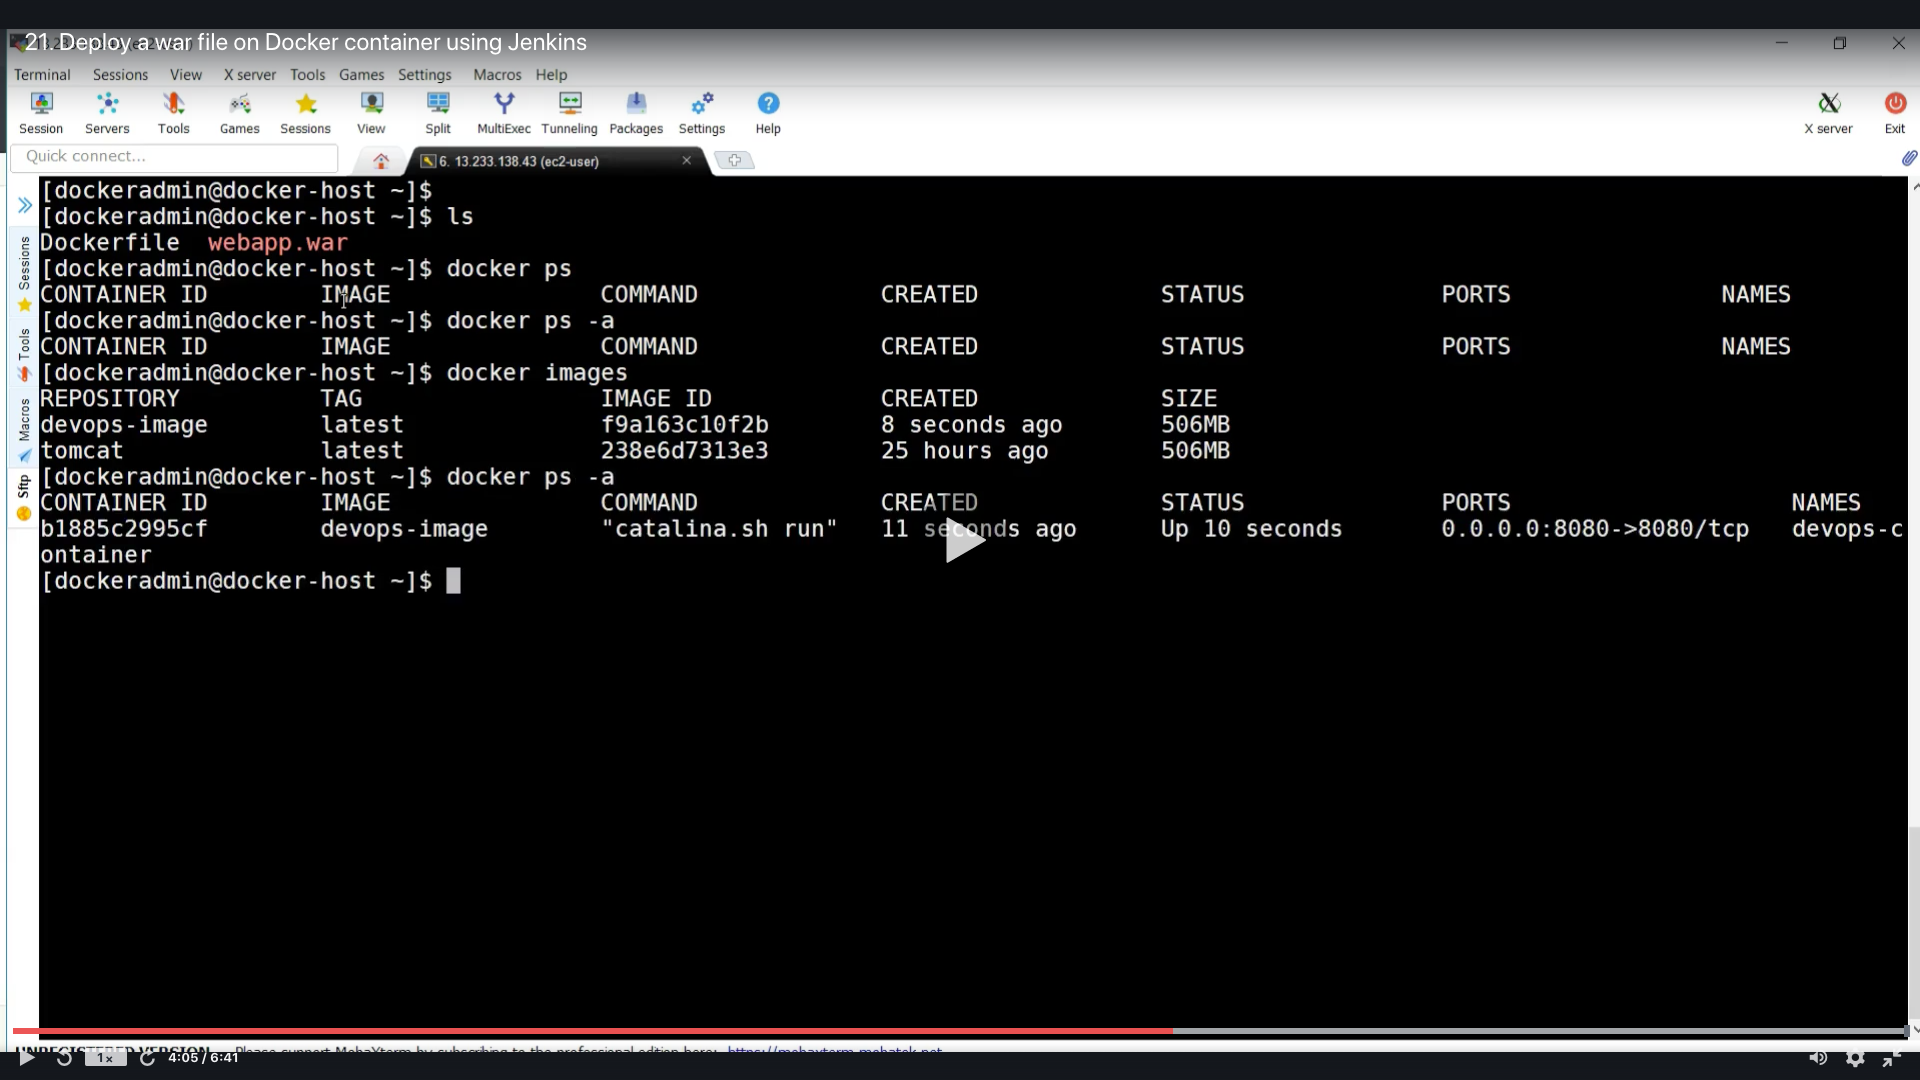 21. Deploy a war file on Docker container using Jenkins
Terminal Sessions View X server Tools Games Settings Macros Help
Session Servers Tools Games Sessions View Split MultiExec Tunneling Packages Settings Help X server Exit
Quick connect... 6. 13.233.138.43 (ec2-user)
[dockeradmin@docker-host ~]$
[dockeradmin@docker-host ~]$ ls
Dockerfile webapp.war
[dockeradmin@docker-host ~]$ docker ps
CONTAINER ID IMAGE COMMAND CREATED STATUS PORTS NAMES
[dockeradmin@docker-host ~]$ docker ps -a
CONTAINER ID IMAGE COMMAND CREATED STATUS PORTS NAMES
[dockeradmin@docker-host ~]$ docker images
REPOSITORY TAG IMAGE ID CREATED SIZE
devops-image latest f9a163c10f2b 8 seconds ago 506MB
tomcat latest 238e6d7313e3 25 hours ago 506MB
[dockeradmin@docker-host ~]$ docker ps -a
CONTAINER ID IMAGE COMMAND CREATED STATUS PORTS NAMES
b1885c2995cf devops-image "catalina.sh run" 11 seconds ago Up 10 seconds 0.0.0.0:8080->8080/tcp devops-c
ontainer
[dockeradmin@docker-host ~]$
Sessions
Tools
Macros
Sftp
UNREGISTERED VERSION - Please support MobaXterm by subscribing to the professional edition here: https://mobaxterm.mobatek.net
1x 4:05 / 6:41